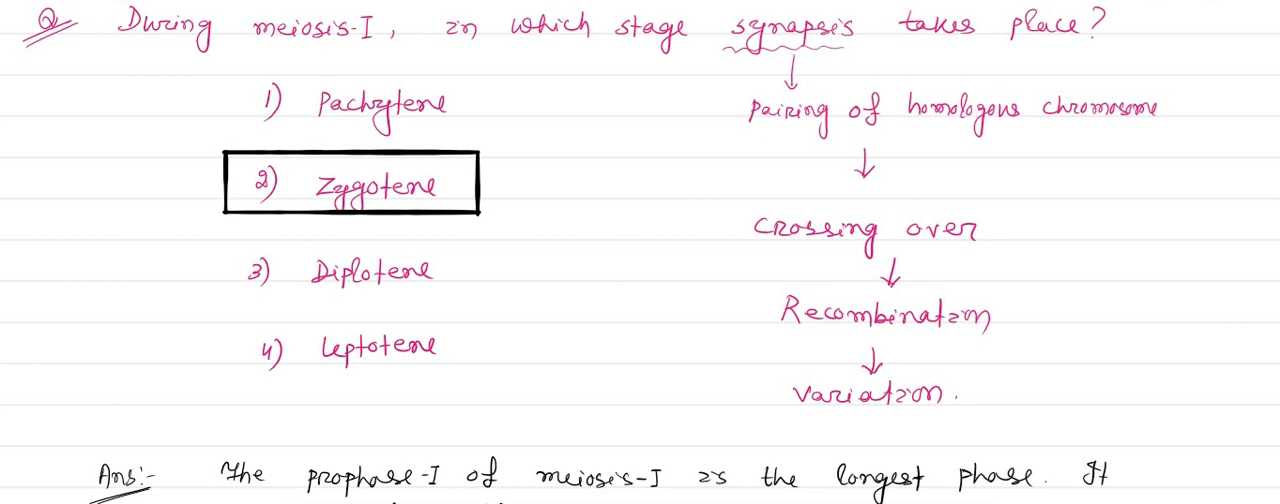 Q During meiosis-I, in which stage synapsis takes place?
1) Pachytene
2) Zygotene
3) Diplotene
4) Leptotene
↓
Pairing of homologous chromosome
↓
Crossing over
↓
Recombination
↓
Variation.
Ans:- The prophase-I of meiosis-I is the longest phase. It